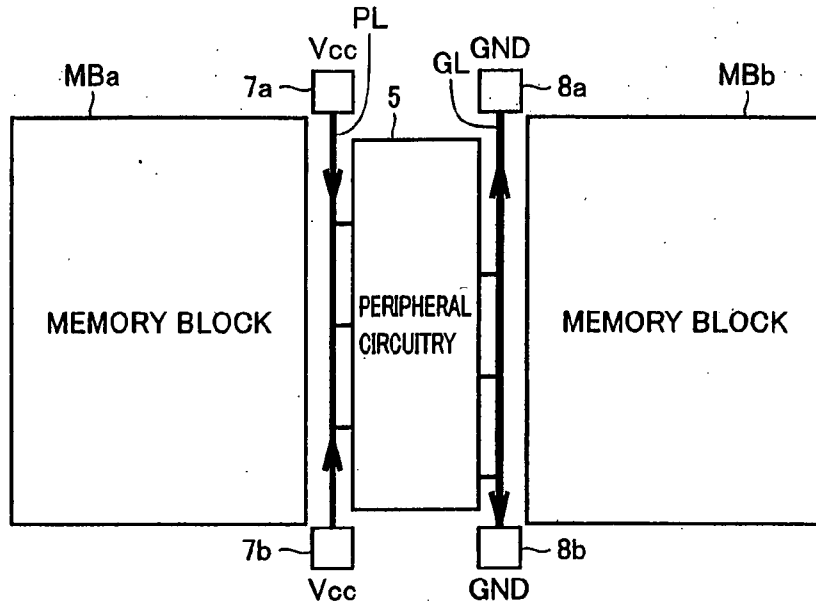 PL
Vcc
GND
MBa
7a
GL
8a
MBb
5
MEMORY BLOCK
PERIPHERAL
CIRCUITRY
MEMORY BLOCK
7b
8b
Vcc
GND